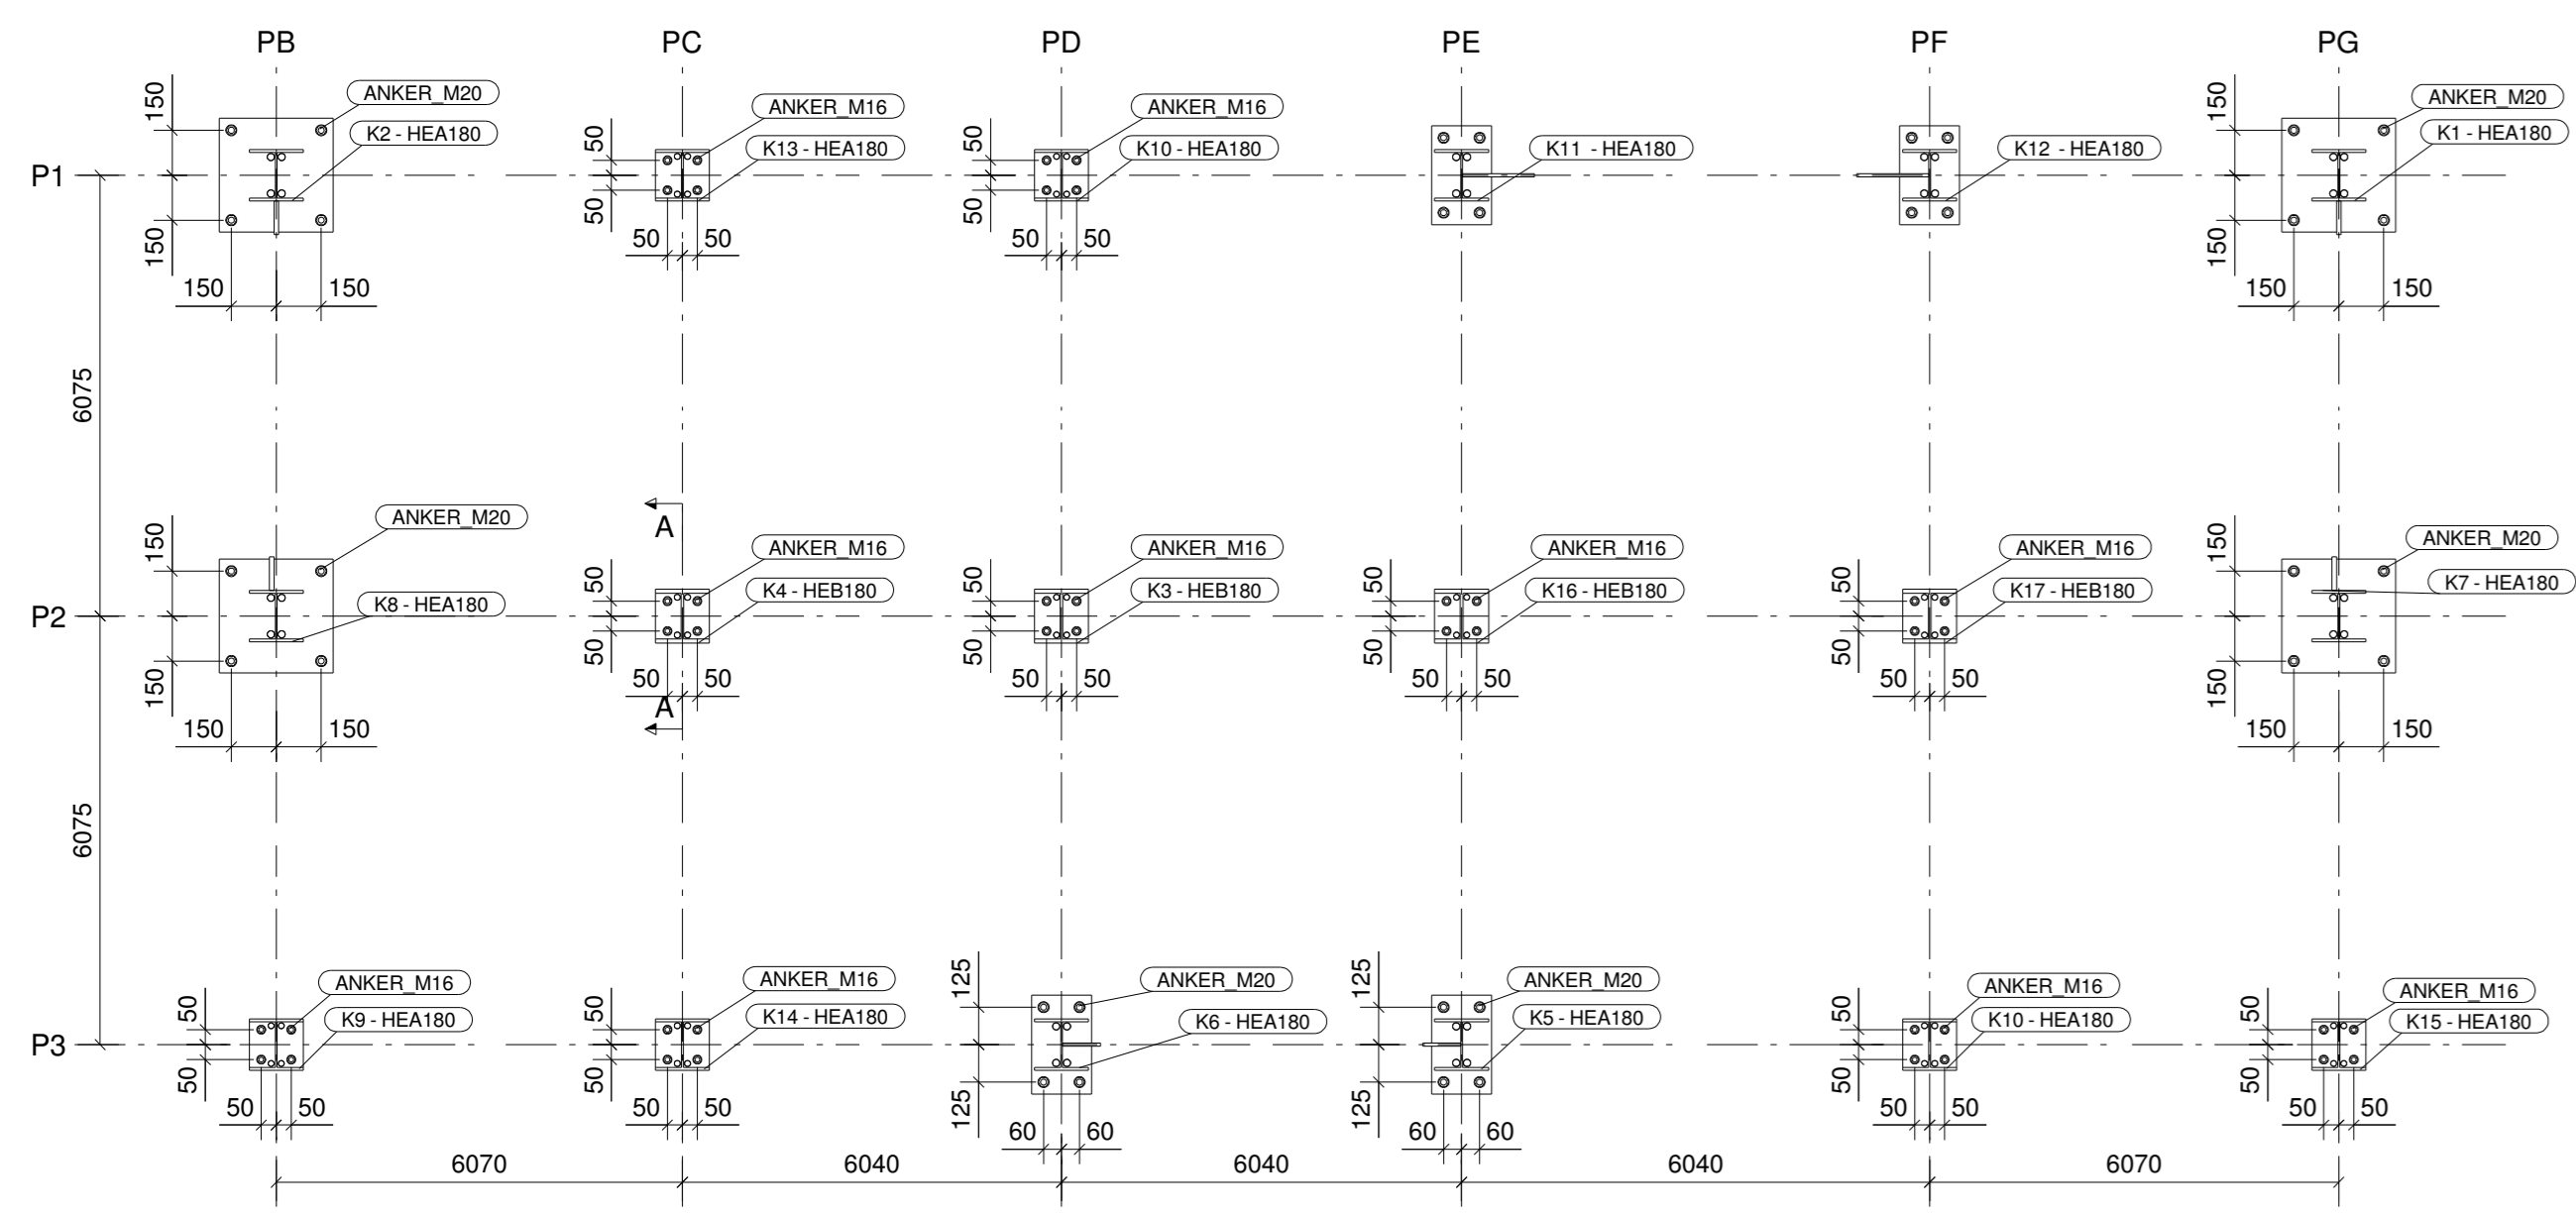 PB PC PD PE PF PG
150 ANKER_M20 ANKER_M16 ANKER_M16 150 ANKER_M20
K2 - HEA180 50 K13 - HEA180 50 K10 - HEA180 K11 - HEA180 K12 - HEA180 K1 - HEA180
P1
150 50 50 150
50 50 50 50
150 150 150 150
6075
150 ANKER_M20 A 150 ANKER_M20
50 ANKER_M16 50 ANKER_M16 50 ANKER_M16 50 ANKER_M16
K8 - HEA180 K4 - HEB180 K3 - HEB180 K16 - HEB180 K17 - HEB180 K7 - HEA180
P2
150 50 50 50 50 150
50 50 50 50 50 50 50 50
A
150 150 150 150
6075
50 ANKER_M16 50 ANKER_M16 125 ANKER_M20 125 ANKER_M20 50 ANKER_M16 50 ANKER_M16
K9 - HEA180 K14 - HEA180 K6 - HEA180 K5 - HEA180 K10 - HEA180 K15 - HEA180
P3
50 50 125 125 50 50
50 50 50 50 60 60 60 60 50 50 50 50
6070 6040 6040 6040 6070